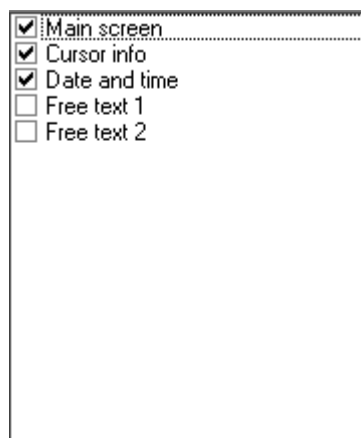 Main screen
Cursor info
Date and time
Free text 1
Free text 2